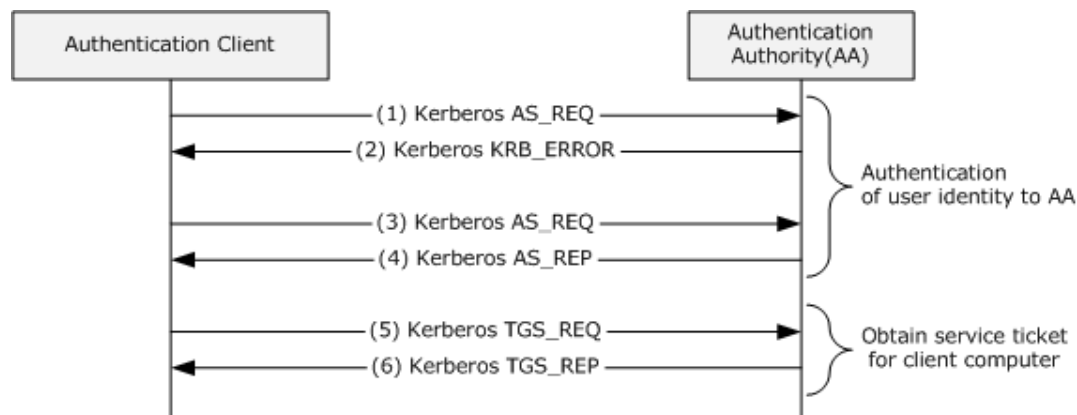 Authentication Client
Authentication
Authority(AA)
(1) Kerberos AS_REQ
(2) Kerberos KRB_ERROR
Authentication
of user identity to AA
(3) Kerberos AS_REQ
(4) Kerberos AS_REP
(5) Kerberos TGS_REQ
(6) Kerberos TGS_REP
Obtain service ticket
for client computer